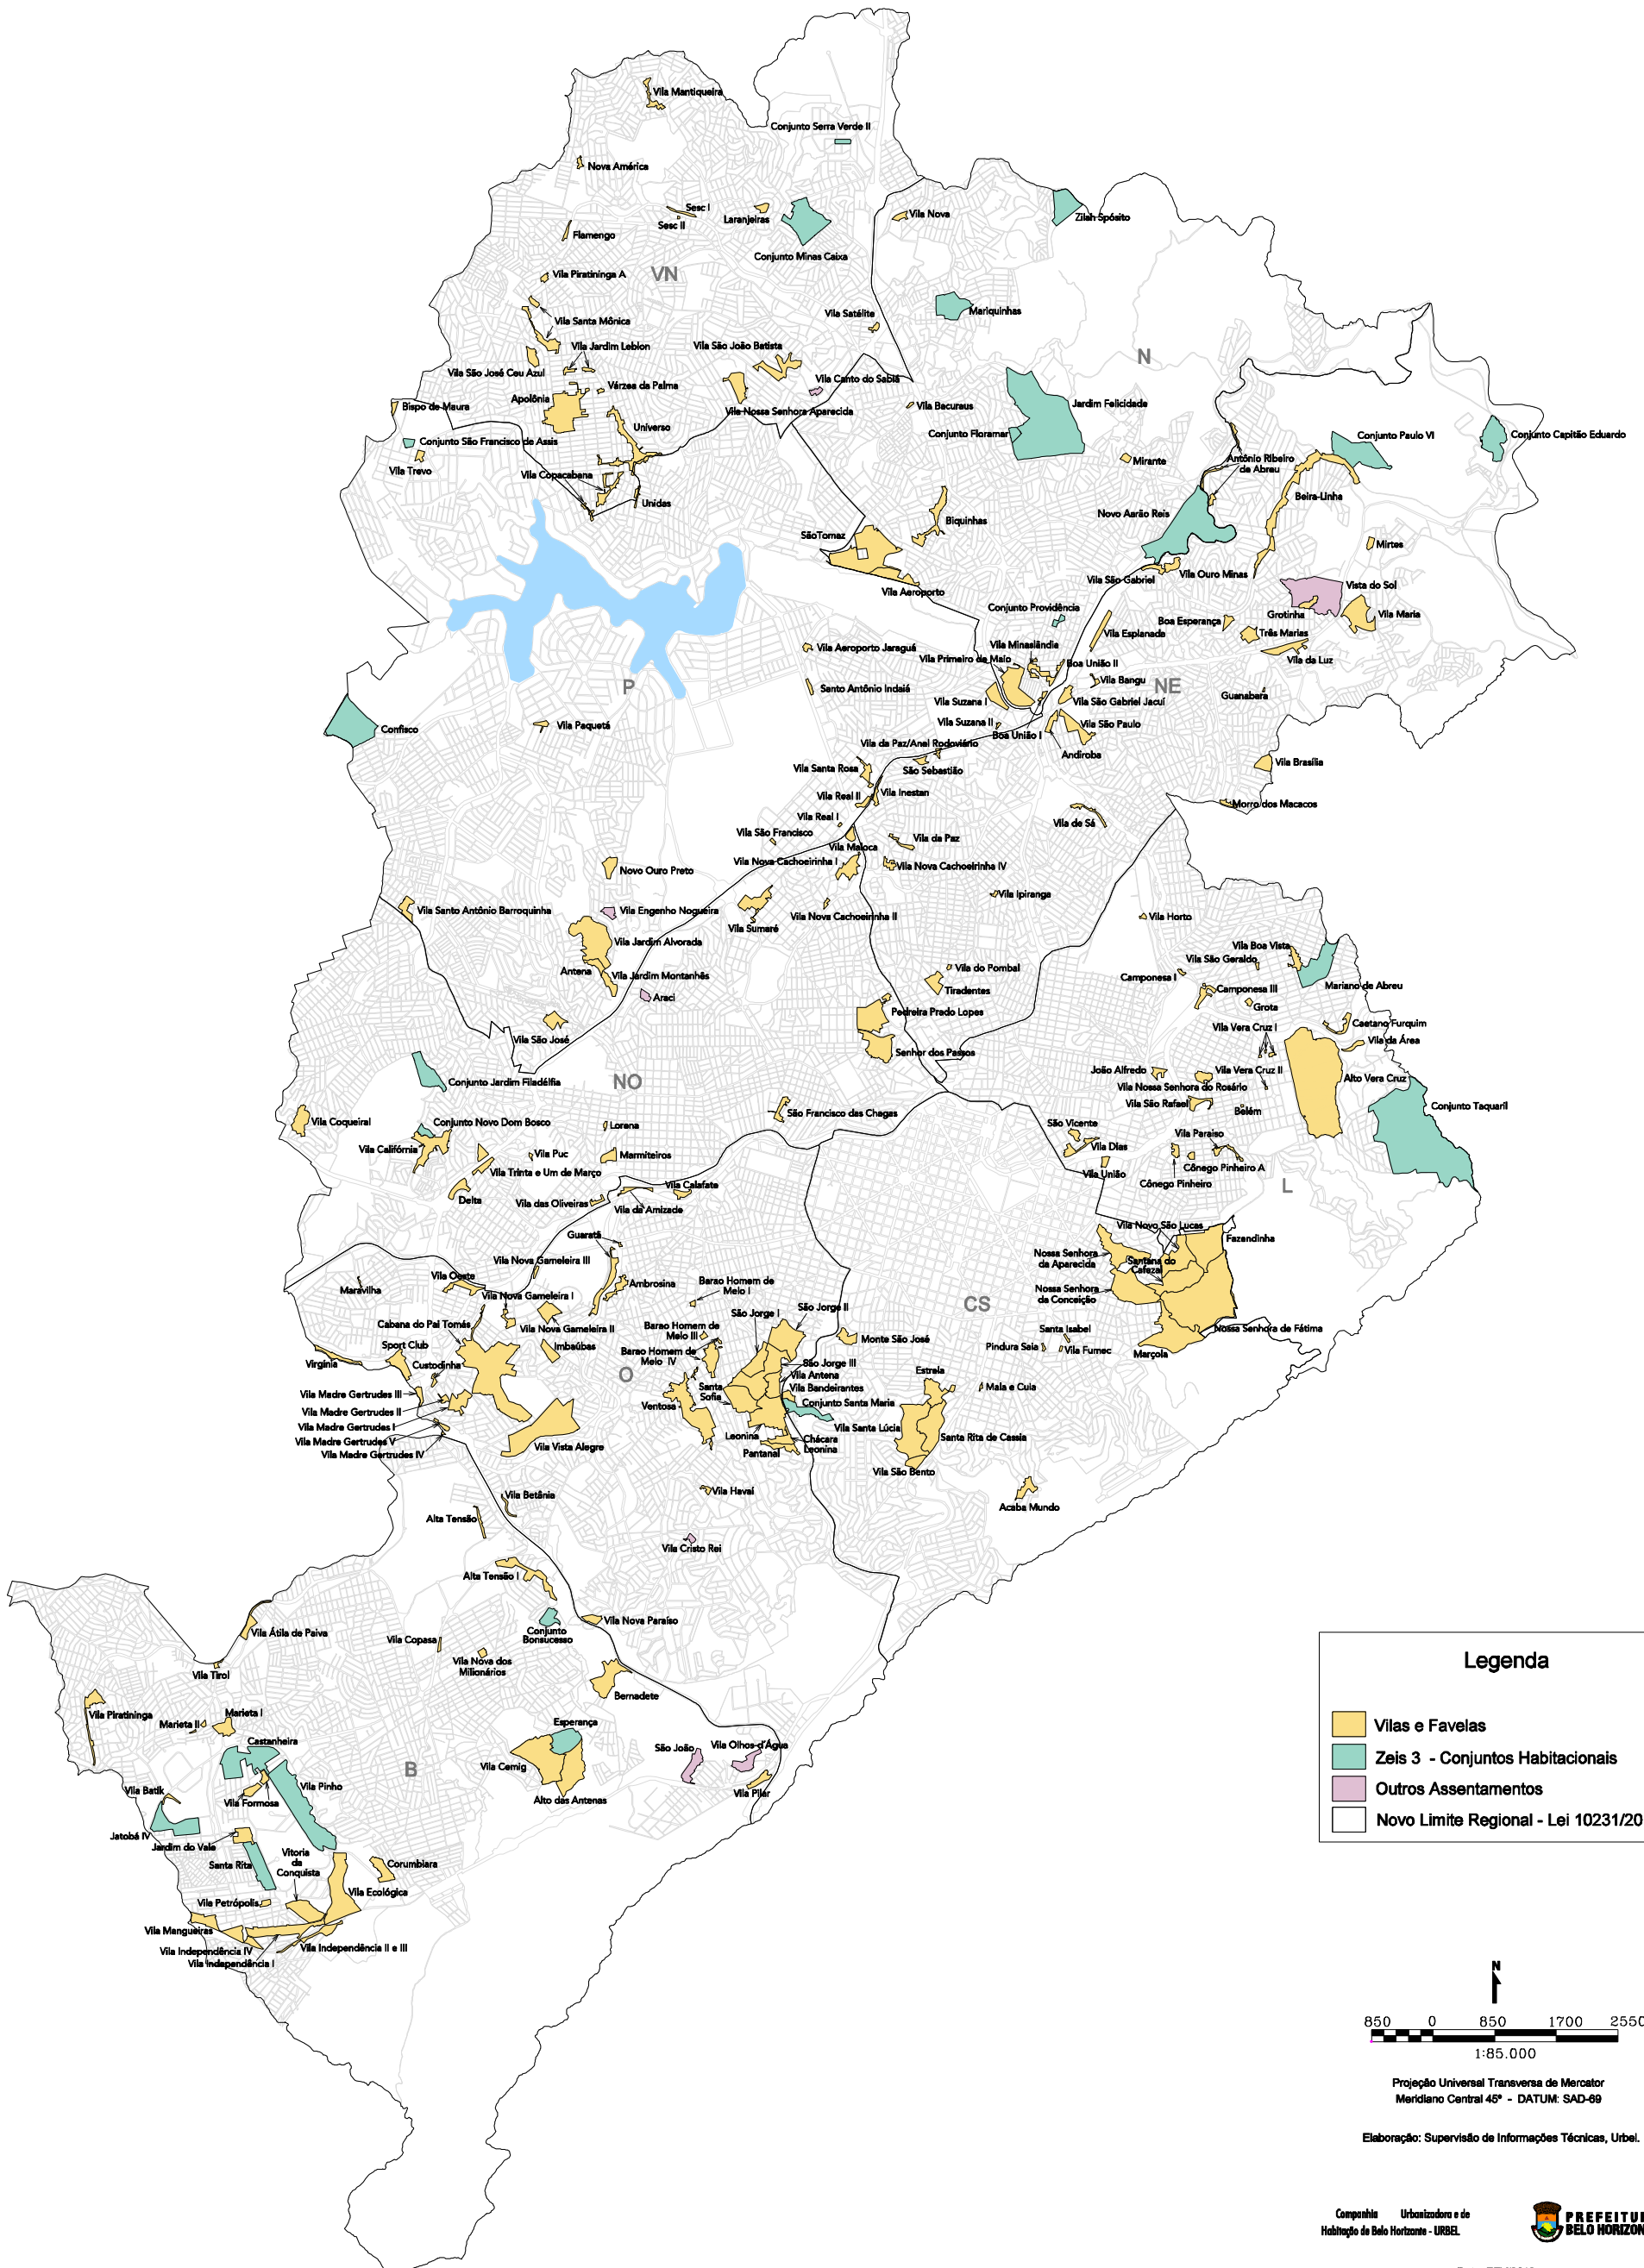 Vila Mantiqueira
Conjunto Serra Verde II
Nova América
Sesc I
Sesc II
Laranjeiras
Vila Nova
Zilah Spósito
Flamengo
Conjunto Minas Caixa
VN
Vila Piratininga A
Mariquinhas
Vila Satélite
Vila Santa Mônica
Vila Jardim Leblon
Vila São João Batista
N
Vila São José Ceu Azul
Vila Canto do Sabiá
Várzea da Palma
Apolônia
Bispo de Maura
Vila Nossa Senhora Aparecida
Vila Bacuraus
Jardim Felicidade
Universo
Conjunto Floramar
Conjunto São Francisco de Assis
Conjunto Paulo VI
Conjunto Capitão Eduardo
Vila Trevo
Vila Copacabana
Mirante
Antônio Ribeiro
de Abreu
Unidas
Beira-Linha
Novo Aarão Reis
Biquinhas
SãoTomaz
Mirtes
Vila São Gabriel
Vila Ouro Minas
Vila Aeroporto
Vista do Sol
Conjunto Providência
Grotinha
Vila Maria
Boa Esperança
Vila Esplanada
Três Marias
Vila Minaslândia
Vila Aeroporto Jaraguá
Vila Primeiro de Maio
Boa União II
Vila da Luz
Vila Bangu
P
Santo Antônio Indaiá
NE
Guanabara
Vila Suzana I
Vila São Gabriel Jacuí
Confisco
Vila Paquetá
Vila Suzana II
Vila São Paulo
Boa União I
Vila da Paz/Anel Rodoviário
Andiroba
Vila Santa Rosa
São Sebastião
Vila Brasília
Vila Real II
Vila Inestan
Morro dos Macacos
Vila Real I
Vila de Sá
Vila São Francisco
Vila da Paz
Vila Maloca
Vila Nova Cachoeirinha I
Vila Nova Cachoeirinha IV
Novo Ouro Preto
Vila Ipiranga
Vila Santo Antônio Barroquinha
Vila Engenho Nogueira
Vila Nova Cachoeirinha II
Vila Horto
Vila Sumaré
Vila Jardim Alvorada
Vila Boa Vista
Vila São Geraldo
Antena
Vila Jardim Montanhês
Vila do Pombal
Camponesa I
Mariano de Abreu
Araci
Tiradentes
Camponesa III
Grota
Pedreira Prado Lopes
Caetano Furquim
Vila Vera Cruz I
Vila São José
Vila da Área
Senhor dos Passos
João Alfredo
Vila Vera Cruz II
Alto Vera Cruz
NO
Conjunto Jardim Filadélfia
Vila Nossa Senhora do Rosário
Vila São Rafael
Belém
Conjunto Taquaril
São Francisco das Chagas
Vila Coqueiral
Conjunto Novo Dom Bosco
Lorena
São Vicente
Vila Paraiso
Vila Califórnia
Vila Puc
Marmiteiros
Vila Dias
Vila Trinta e Um de Março
Cônego Pinheiro A
Vila União
Cônego Pinheiro
L
Delta
Vila Calafate
Vila das Oliveiras
Vila da Amizade
Vila Novo São Lucas
Guaratã
Fazendinha
Nossa Senhora
da Aparecida
Vila Nova Gameleira III
Santana do
Cafezal
Vila Oeste
Ambrosina
Barao Homem de
Melo I
Maravilha
Nossa Senhora
da Conceição
Vila Nova Gameleira I
CS
São Jorge I
São Jorge II
Cabana do Pai Tomás
Vila Nova Gameleira II
Barao Homem de
Melo III
Santa Isabel
Nossa Senhora de Fátima
Monte São José
Sport Club
Imbaúbas
Pindura Saia
Vila Fumec
Marçola
Barao Homem de
Melo IV
Virgínia
Custodinha
São Jorge III
O
Vila Antena
Estrela
Mala e Cuia
Vila Madre Gertrudes III
Santa
Sofia
Vila Bandeirantes
Ventosa
Conjunto Santa Maria
Vila Madre Gertrudes II
Vila Madre Gertrudes I
Vila Santa Lúcia
Vila Madre Gertrudes V
Leonina
Chácara
Leonina
Santa Rita de Cassia
Vila Madre Gertrudes IV
Vila Vista Alegre
Pantanal
Vila São Bento
Vila Havaí
Vila Betânia
Acaba Mundo
Alta Tensão
Vila Cristo Rei
Alta Tensão I
Vila Nova Paraíso
Vila Átila de Paiva
Conjunto
Bonsucesso
Vila Copasa
Vila Nova dos
Milionários
Vila Tirol
Bernadete
Vila Piratininga
Marieta II
Marieta I
Esperança
Castanheira
São João
Vila Olhos-d'Água
B
Vila Cemig
Vila Pinho
Vila Batik
Vila Pilar
Vila Formosa
Alto das Antenas
Jatobá IV
Jardim do Vale
Vitoria
da
Conquista
Santa Rita
Corumbiara
Vila Ecológica
Vila Petrópolis
Vila Mangueiras
Vila Independência IV
Vila Independência II e III
Vila Independência I
Legenda
Vilas e Favelas
Zeis 3 - Conjuntos Habitacionais
Outros Assentamentos
Novo Limite Regional - Lei 10231/20
N
850 0 850 1700 2550
1:85.000
Projeção Universal Transversa de Mercator
Meridiano Central 45º - DATUM: SAD-69
Elaboração: Supervisão de Informações Técnicas, Urbel.
Companhia Urbanizadora e de
Habitação de Belo Horizonte - URBEL
PREFEITU
BELO HORIZON